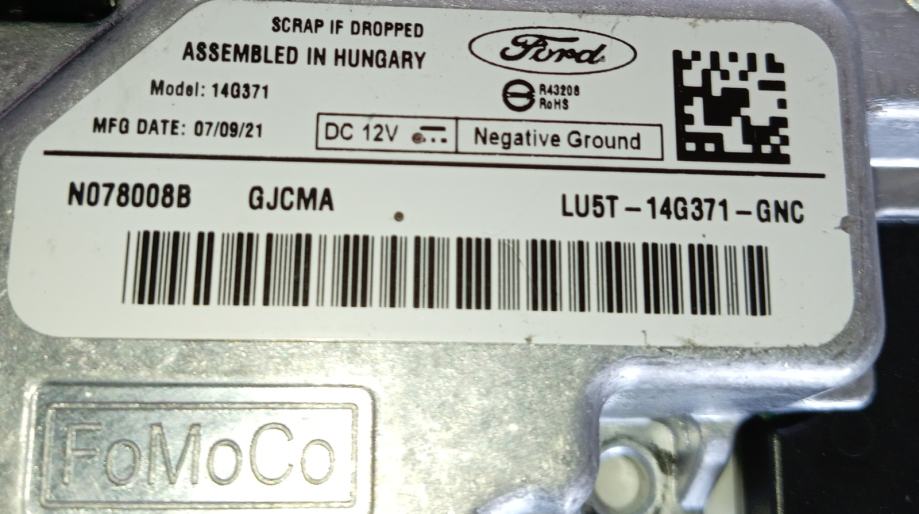 SCRAP IF DROPPED
ASSEMBLED IN HUNGARY
Ford
Model: 14G371
R43208
RoHS
MFG DATE: 07/09/21
DC 12V
Negative Ground
N078008B GJCMA LU5T-14G371-GNC
FoMoCo